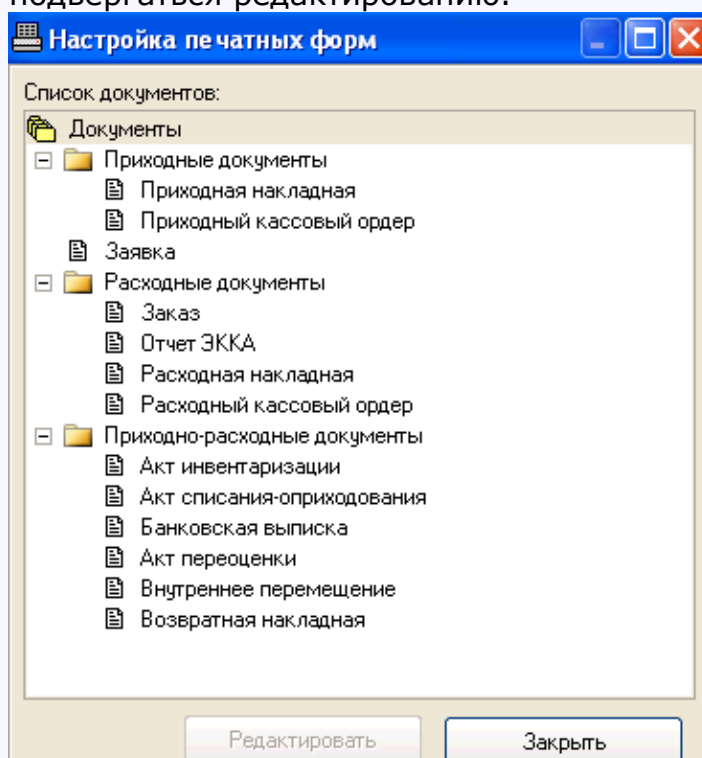 подвергаться редактированию.
Настройка печатных форм
Список документов:
Документы
Приходные документы
Приходная накладная
Приходный кассовый ордер
Заявка
Расходные документы
Заказ
Отчет ЭККА
Расходная накладная
Расходный кассовый ордер
Приходно-расходные документы
Акт инвентаризации
Акт списания-оприходования
Банковская выписка
Акт переоценки
Внутреннее перемещение
Возвратная накладная
Редактировать
Закрыть